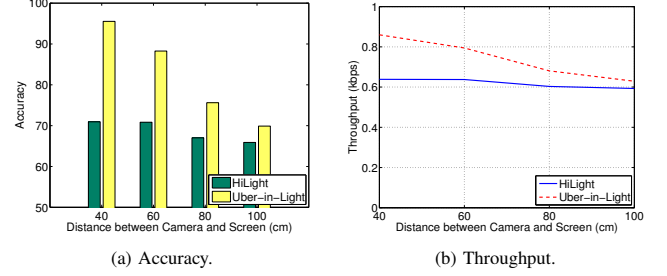 100
90
80
70
60
50
Accuracy
40 60 80 100
Distance between Camera and Screen (cm)
HiLight
Uber−in−Light
(a) Accuracy.
1
0.8
0.6
0.4
0.2
0
Throughput (kbps)
40 60 80 100
Distance between Camera and Screen (cm)
HiLight
Uber−in−Light
(b) Throughput.